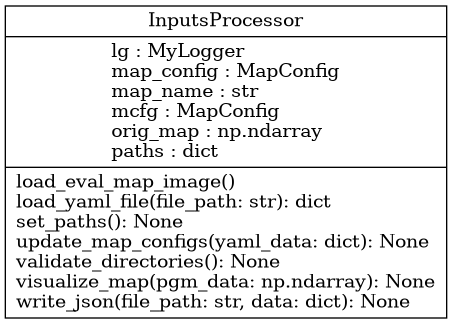 InputsProcessor
lg : MyLogger
map_config : MapConfig
map_name : str
mcfg : MapConfig
orig_map : np.ndarray
paths : dict
load_eval_map_image()
load_yaml_file(file_path: str): dict
set_paths(): None
update_map_configs(yaml_data: dict): None
validate_directories(): None
visualize_map(pgm_data: np.ndarray): None
write_json(file_path: str, data: dict): None